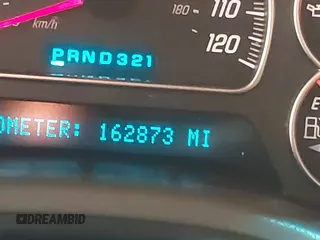 110
180
120
km/h
PRND321
OMETER: 162873 MI
E
DREAMBID